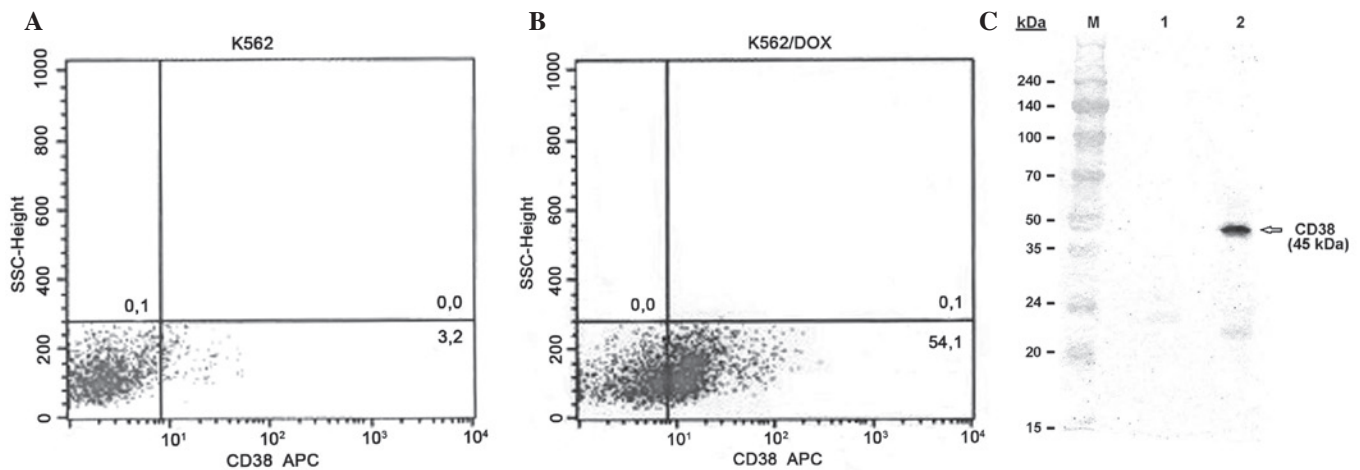 A
K562
1000
800
600
400
200
0
SSC-Height
0,1
0,0
3,2
10¹
10²
10³
10⁴
CD38 APC
B
K562/DOX
1000
800
600
400
200
0
SSC-Height
0,0
0,1
54,1
10¹
10²
10³
10⁴
CD38 APC
C
kDa M 1 2
240
140
100
70
50
35
24
20
15
CD38
(45 kDa)